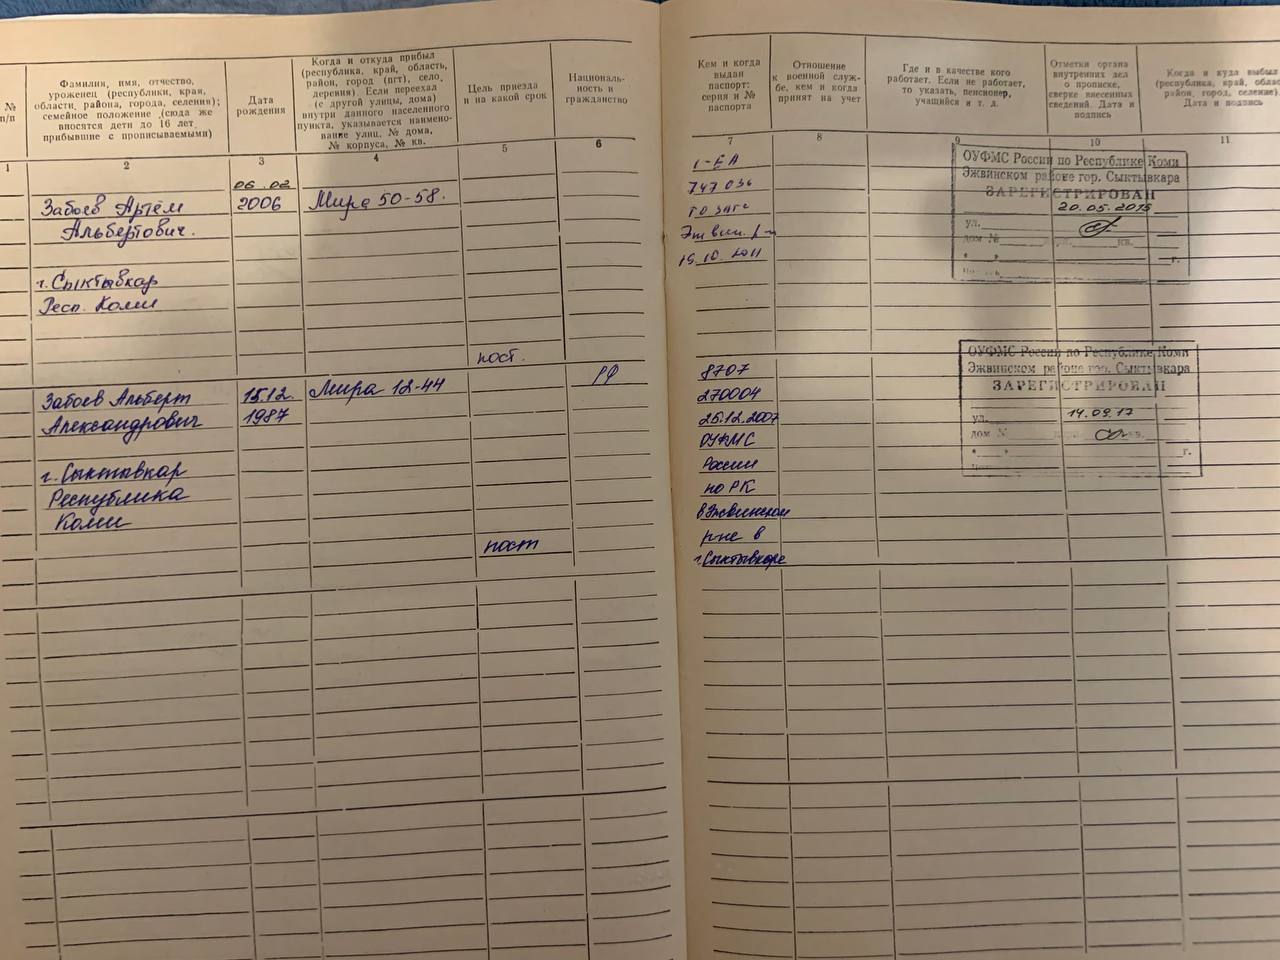 №
п/п
Фамилия, имя, отчество,
уроженец (республики, края,
области, района, города, селения);
семейное положение (сюда же
вносятся дети до 16 лет,
прибывшие с прописываемыми)
Дата
рождения
Когда и откуда прибыл
(республика, край, область,
район, город (пгт), село,
деревня). Если переехал
(с другой улицы, дома)
внутри данного населенного
пункта, указывается наимено-
вание улиц, № дома,
№ корпуса, № кв.
Цель приезда
и на какой срок
Националь-
ность и
гражданство
1
2
3
4
5
6
06.02
Забоев Артём
2006
Мира 50-58.
Альбертович.
г. Сыктывкар
Респ. Коми
пост.
РФ
Забоев Альберт
15.12.
Мира 12-44
Александрович
1987
г. Сыктывкар
Республика
Коми
пост
Кем и когда
выдан
паспорт:
серия и №
паспорта
Отношение
к военной служ-
бе, кем и когда
принят на учет
Где и в качестве кого
работает. Если не работает,
то указать, пенсионер,
учащийся и т. д.
Отметки органа
внутренних дел
о прописке,
сверке внесенных
сведений. Дата и
подпись
Когда и куда выбыл
(республика, край, обл
район, город, селение).
Дата и подпись
7
8
9
10
11
I-ЕА
747036
ТО ЗАГС
Эжвин. р-н
19.10.2011
ОУФМС России по Республике Коми
Эжвинском районе гор. Сыктывкара
ЗАРЕГИСТРИРОВАН
20.05.2015
ул.
дом № кв.
г.
8707
270004
25.12.2007
ОУФМС
России
по РК
в Эжвинском
р-не в
г. Сыктывкаре
ОУФМС России по Республике Коми
Эжвинском районе гор. Сыктывкара
ЗАРЕГИСТРИРОВАН
ул. 14.09.17
дом № кв.
г.